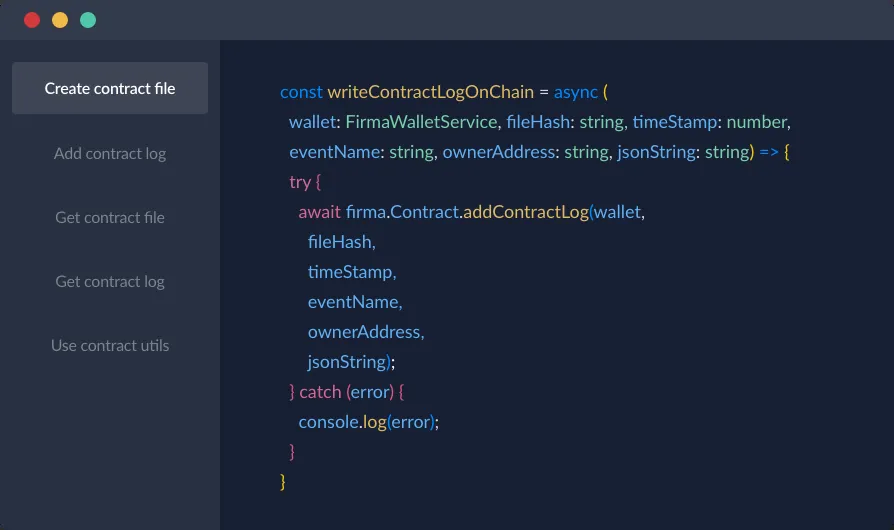 Create contract file
Add contract log
Get contract file
Get contract log
Use contract utils
const writeContractLogOnChain = async (
wallet: FirmaWalletService, fileHash: string, timeStamp: number,
eventName: string, ownerAddress: string, jsonString: string) => {
try {
await firma.Contract.addContractLog(wallet,
fileHash,
timeStamp,
eventName,
ownerAddress,
jsonString);
} catch (error) {
console.log(error);
}
}